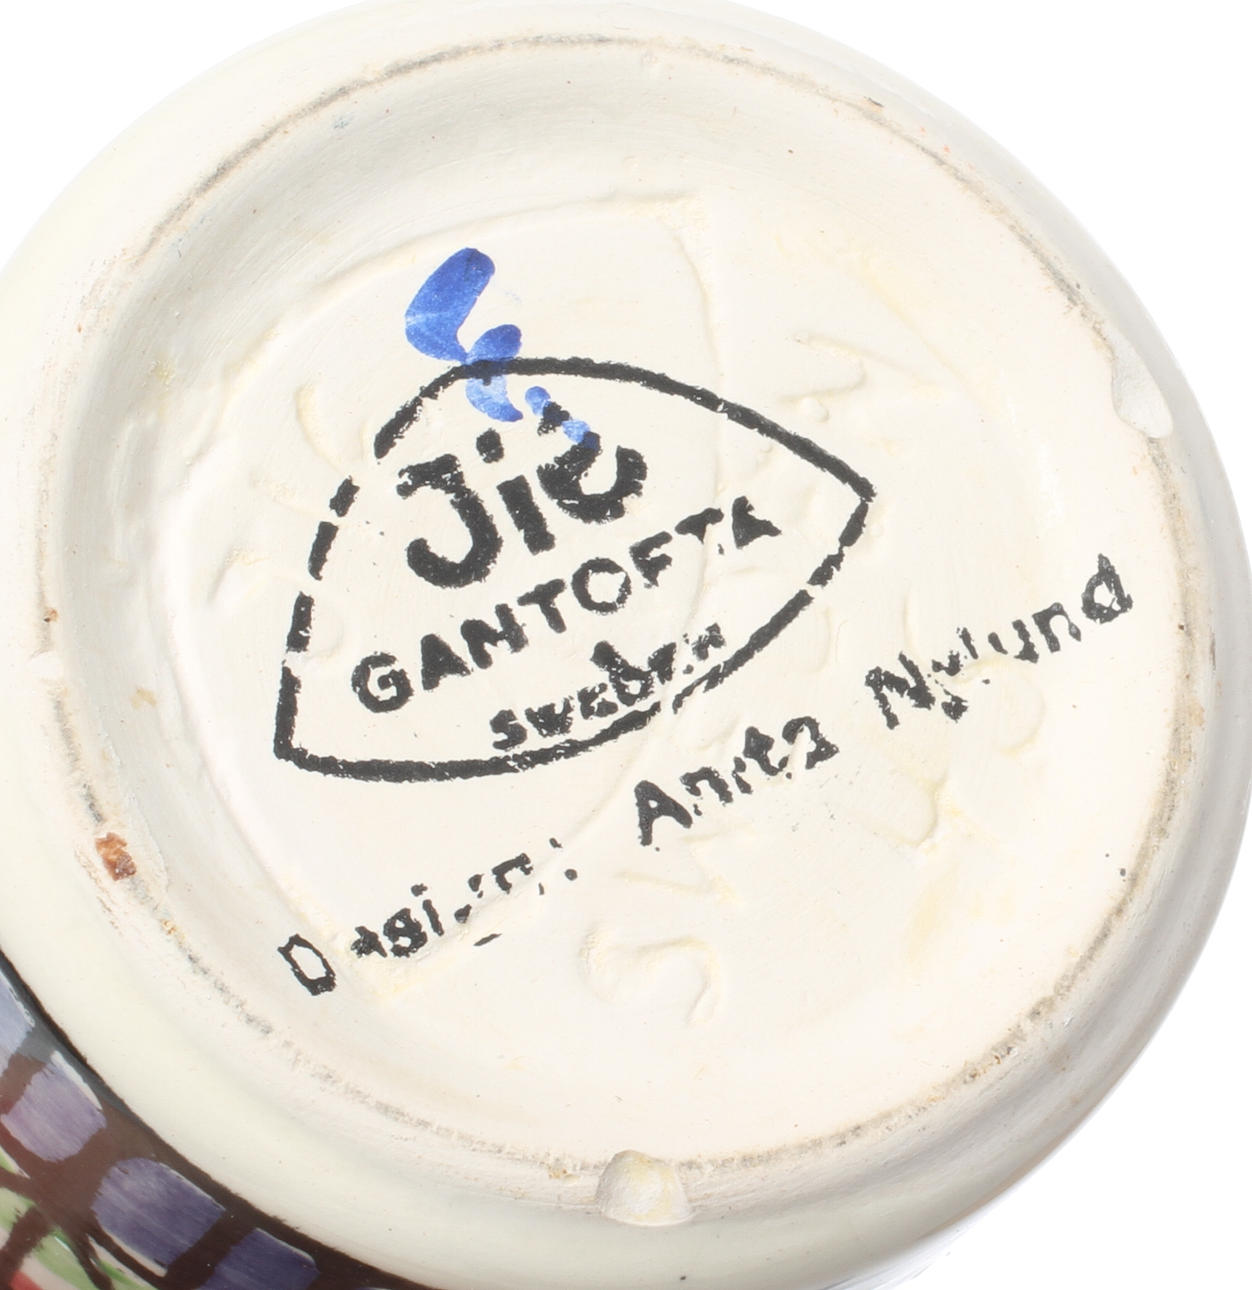 Jie
GANTOFTA
SWEDEN
Design: Anita Nylund